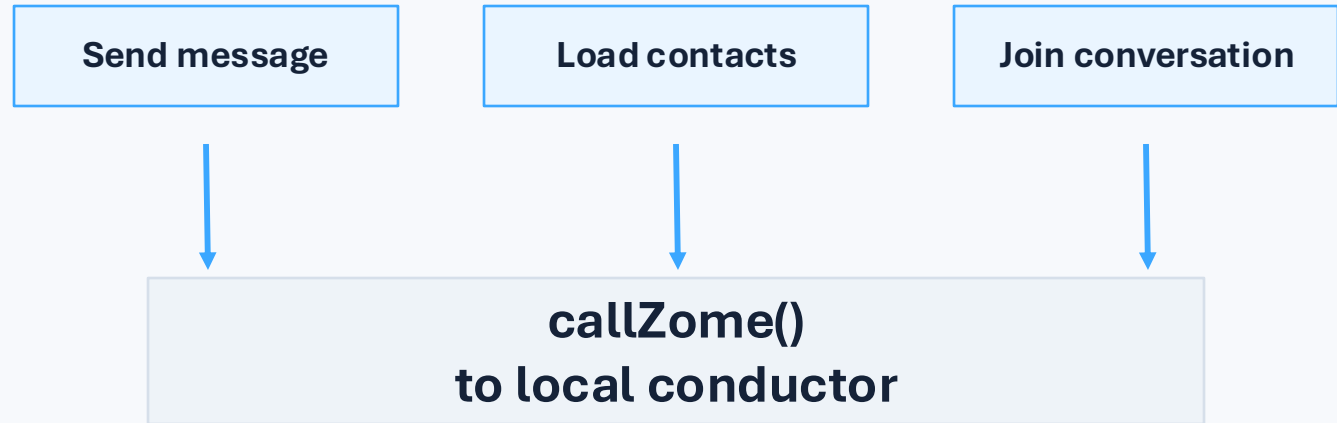 Send message
Load contacts
Join conversation
callZome()
to local conductor